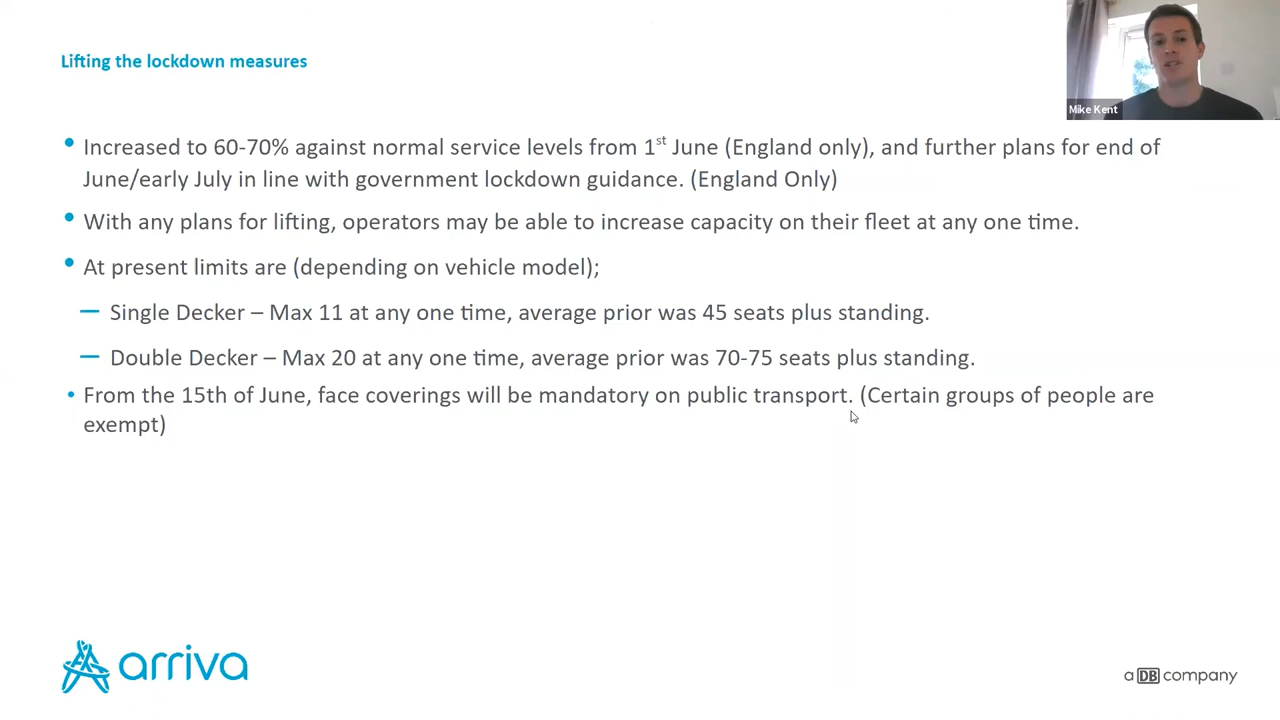 Lifting the lockdown measures
Mike Kent
• Increased to 60-70% against normal service levels from 1st June (England only), and further plans for end of
June/early July in line with government lockdown guidance. (England Only)
• With any plans for lifting, operators may be able to increase capacity on their fleet at any one time.
• At present limits are (depending on vehicle model);
— Single Decker – Max 11 at any one time, average prior was 45 seats plus standing.
— Double Decker – Max 20 at any one time, average prior was 70-75 seats plus standing.
• From the 15th of June, face coverings will be mandatory on public transport. (Certain groups of people are
exempt)
arriva
a DB company